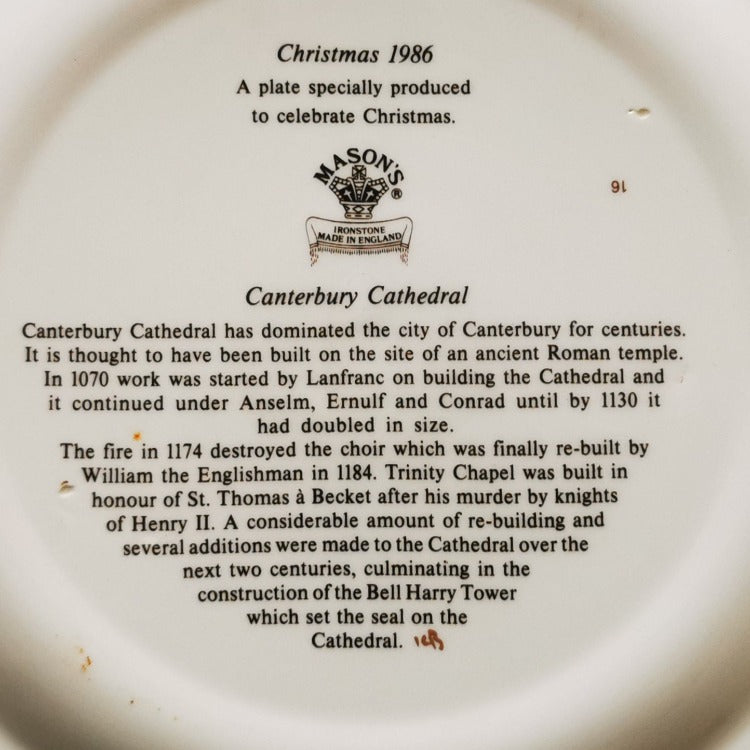 Christmas 1986
A plate specially produced
to celebrate Christmas.
MASON'S ®
IRONSTONE
MADE IN ENGLAND
16
Canterbury Cathedral
Canterbury Cathedral has dominated the city of Canterbury for centuries.
It is thought to have been built on the site of an ancient Roman temple.
In 1070 work was started by Lanfranc on building the Cathedral and
it continued under Anselm, Ernulf and Conrad until by 1130 it
had doubled in size.
The fire in 1174 destroyed the choir which was finally re-built by
William the Englishman in 1184. Trinity Chapel was built in
honour of St. Thomas à Becket after his murder by knights
of Henry II. A considerable amount of re-building and
several additions were made to the Cathedral over the
next two centuries, culminating in the
construction of the Bell Harry Tower
which set the seal on the
Cathedral.